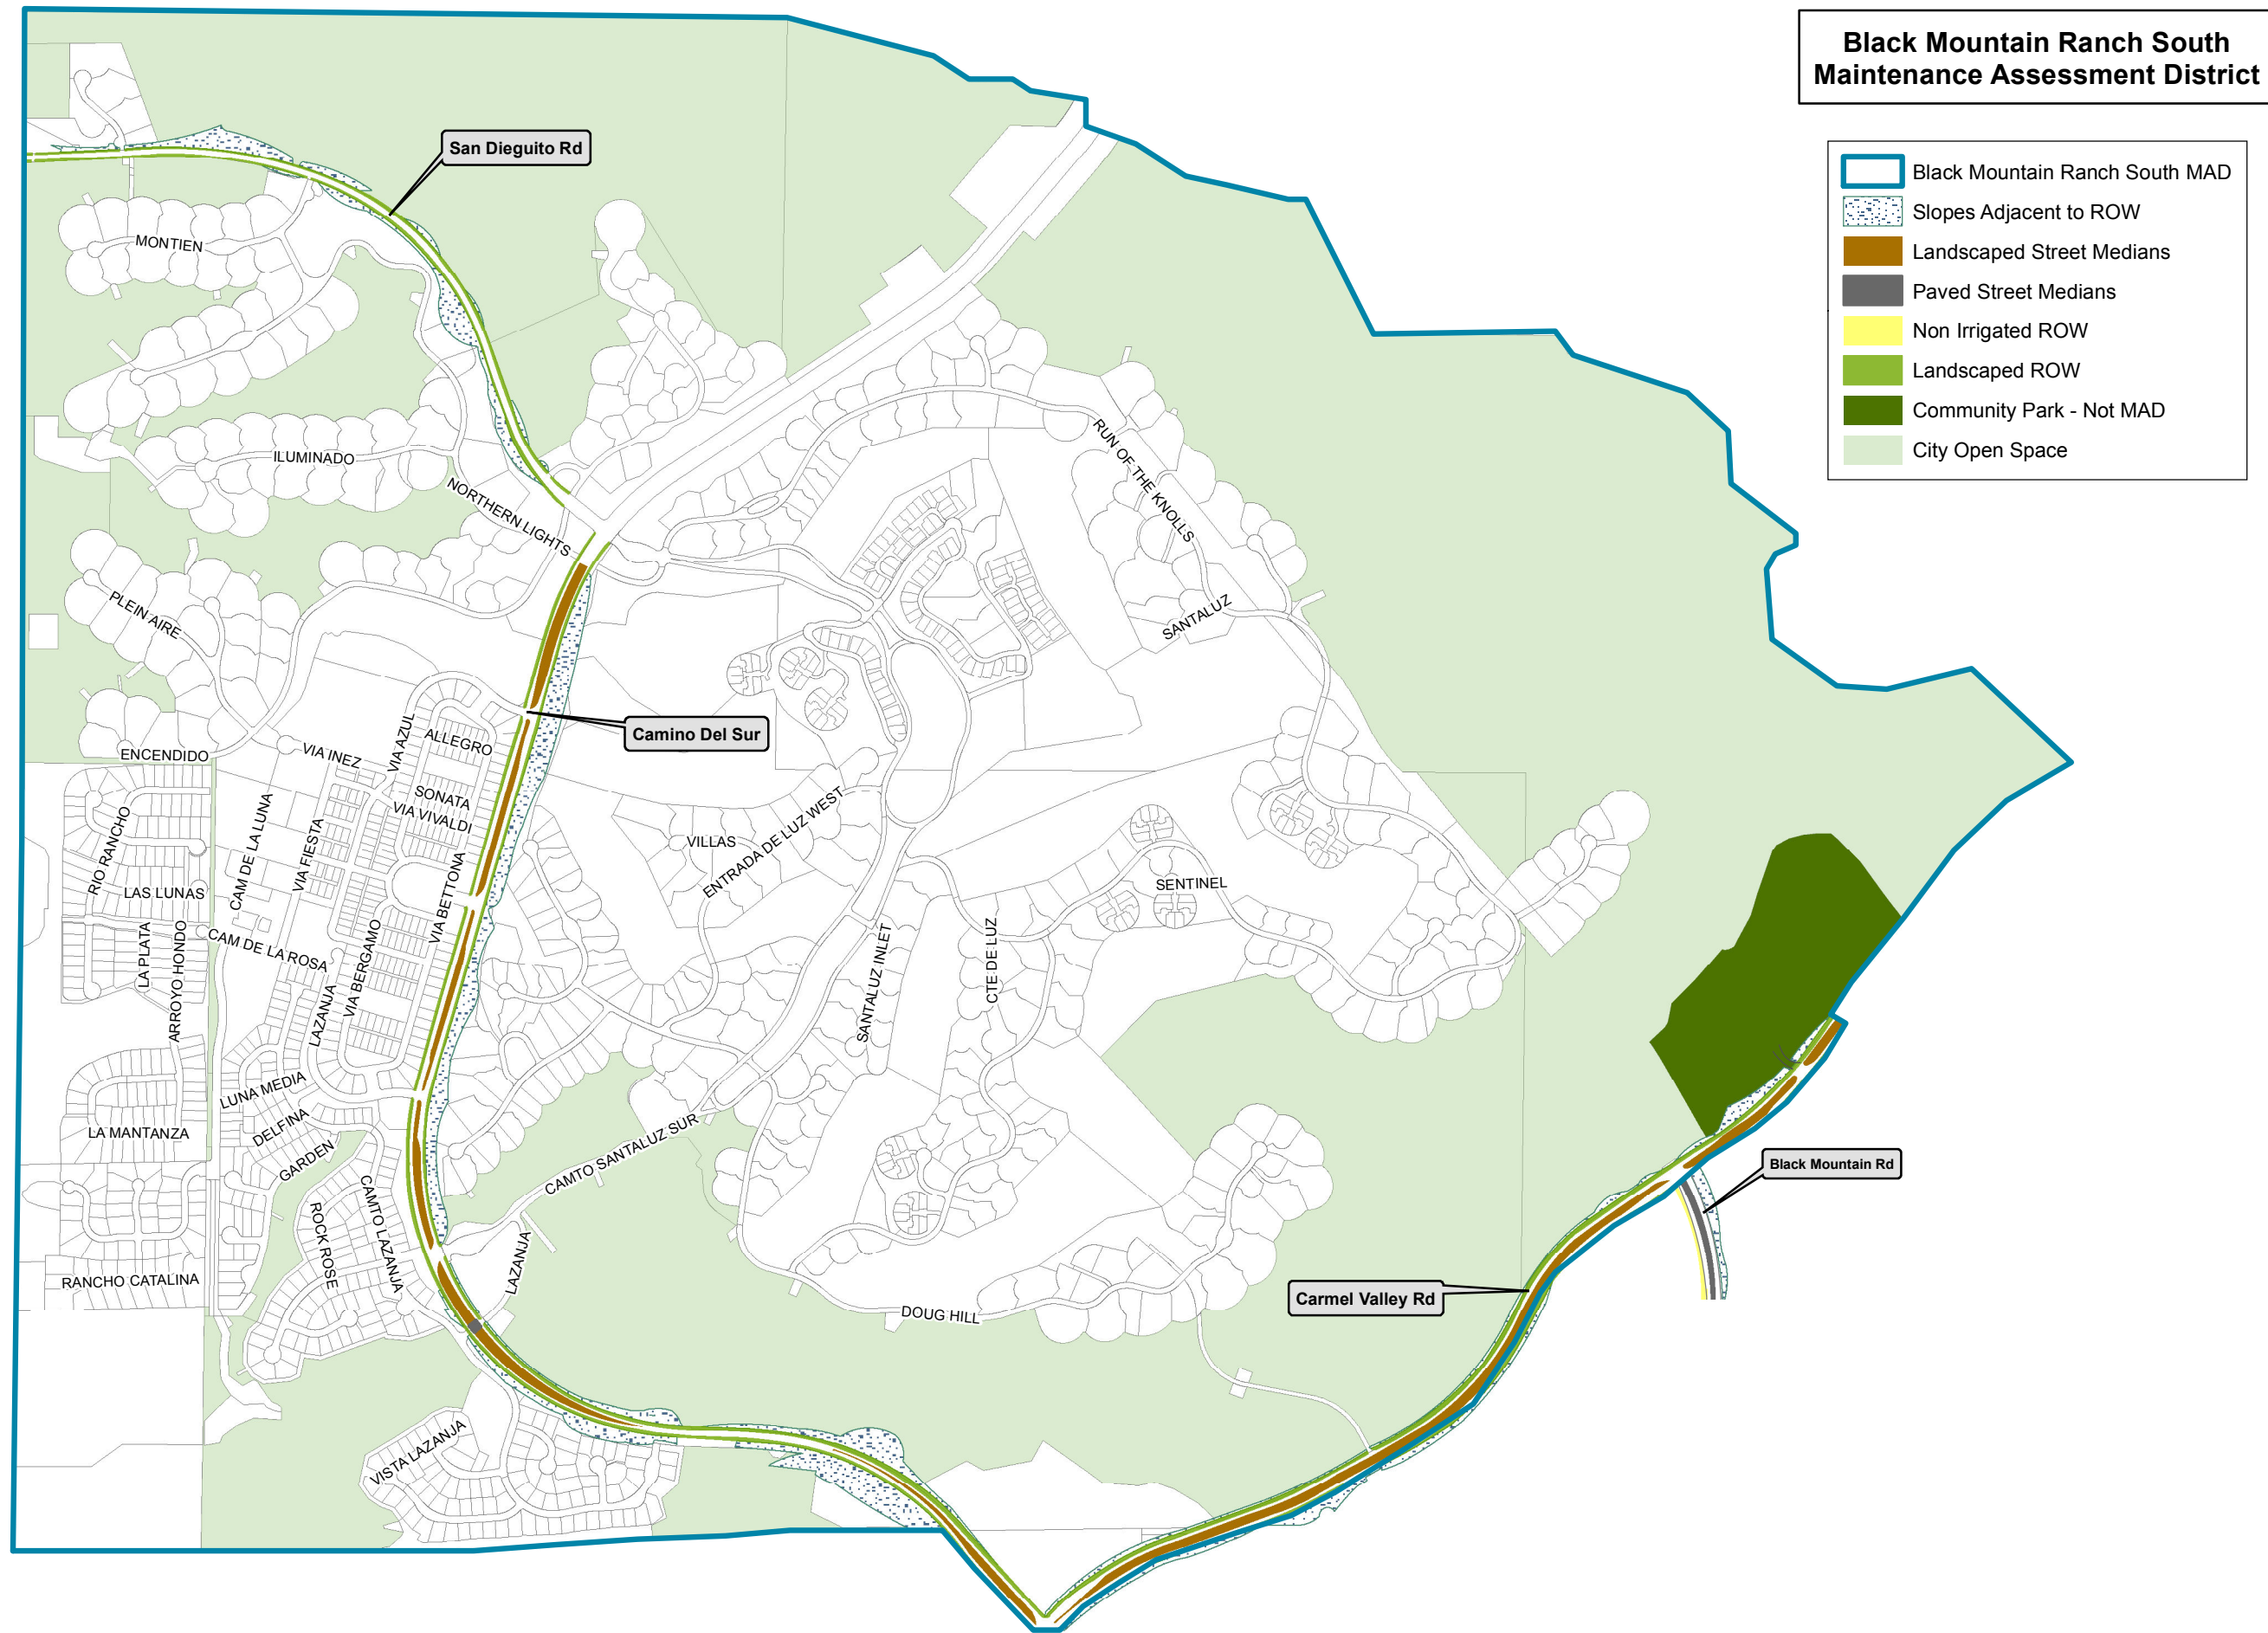 Black Mountain Ranch South
Maintenance Assessment District
Black Mountain Ranch South MAD
Slopes Adjacent to ROW
Landscaped Street Medians
Paved Street Medians
Non Irrigated ROW
Landscaped ROW
Community Park - Not MAD
City Open Space
San Dieguito Rd
MONTIEN
RUN OF THE KNOLLS
ILUMINADO
NORTHERN LIGHTS
PLEIN AIRE
SANTALUZ
Camino Del Sur
VIA AZUL
ALLEGRO
ENCENDIDO
VIA INEZ
SONATA
VIA VIVALDI
RIO RANCHO
CAM DE LA LUNA
VIA FIESTA
VILLAS
ENTRADA DE LUZ WEST
LAS LUNAS
VIA BETTONA
SENTINEL
LA PLATA
ARROYO HONDO
CAM DE LA ROSA
VIA BERGAMO
SANTALUZ INLET
CTE DE LUZ
LAZANJA
LUNA MEDIA
DELFINA
LA MANTANZA
GARDEN
CAMTO SANTALUZ SUR
Black Mountain Rd
ROCK ROSE
CAMTO LAZANJA
LAZANJA
RANCHO CATALINA
Carmel Valley Rd
DOUG HILL
VISTA LAZANJA